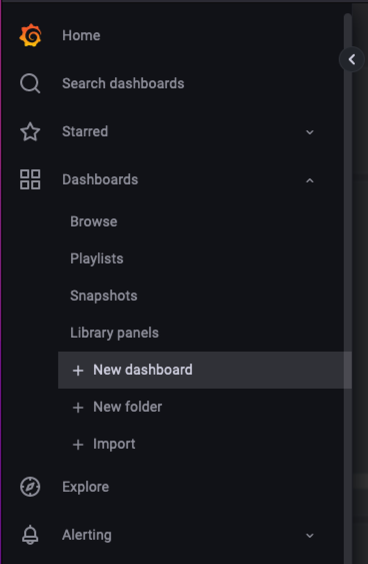 Home
Search dashboards
Starred
Dashboards
Browse
Playlists
Snapshots
Library panels
+ New dashboard
+ New folder
+ Import
Explore
Alerting